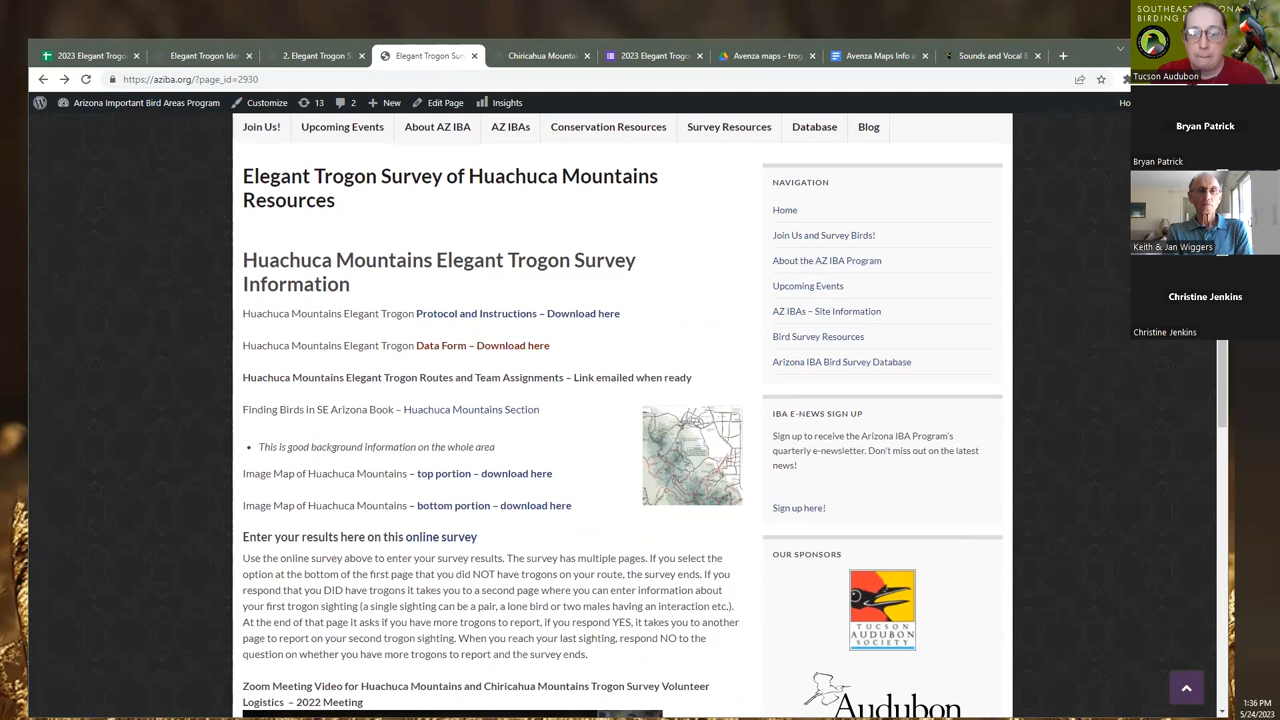 SOUTHEAST
BIRDING
2023 Elegant Trog
Elegant Trogon Ide
2. Elegant Trogon S
Elegant Trogon Sur
Chiricahua Mountai
2023 Elegant Trogo
Avenza maps - trog
Avenza Maps Info a
Sounds and Vocal B
https://aziba.org/?page_id=2930
Arizona Important Bird Areas Program
Customize
13
2
New
Edit Page
Insights
Ho
Tucson Audubon
Bryan Patrick
Bryan Patrick
Keith & Jan Wiggers
Christine Jenkins
Christine Jenkins
Join Us!
Upcoming Events
About AZ IBA
AZ IBAs
Conservation Resources
Survey Resources
Database
Blog
Elegant Trogon Survey of Huachuca Mountains
Resources
Huachuca Mountains Elegant Trogon Survey
Information
Huachuca Mountains Elegant Trogon Protocol and Instructions – Download here
Huachuca Mountains Elegant Trogon Data Form – Download here
Huachuca Mountains Elegant Trogon Routes and Team Assignments – Link emailed when ready
Finding Birds in SE Arizona Book – Huachuca Mountains Section
• This is good background information on the whole area
Image Map of Huachuca Mountains – top portion – download here
Image Map of Huachuca Mountains – bottom portion – download here
Enter your results here on this online survey
Use the online survey above to enter your survey results. The survey has multiple pages. If you select the
option at the bottom of the first page that you did NOT have trogons on your route, the survey ends. If you
respond that you DID have trogons it takes you to a second page where you can enter information about
your first trogon sighting (a single sighting can be a pair, a lone bird or two males having an interaction etc.).
At the end of that page it asks if you have more trogons to report, if you respond YES, it takes you to another
page to report on your second trogon sighting. When you reach your last sighting, respond NO to the
question on whether you have more trogons to report and the survey ends.
Zoom Meeting Video for Huachuca Mountains and Chiricahua Mountains Trogon Survey Volunteer
Logistics – 2022 Meeting
NAVIGATION
Home
Join Us and Survey Birds!
About the AZ IBA Program
Upcoming Events
AZ IBAs – Site Information
Bird Survey Resources
Arizona IBA Bird Survey Database
IBA E-NEWS SIGN UP
Sign up to receive the Arizona IBA Program's
quarterly e-newsletter. Don't miss out on the latest
news!
Sign up here!
OUR SPONSORS
TUCSON
AUDUBON
SOCIETY
Audubon
1:36 PM
5/24/2023